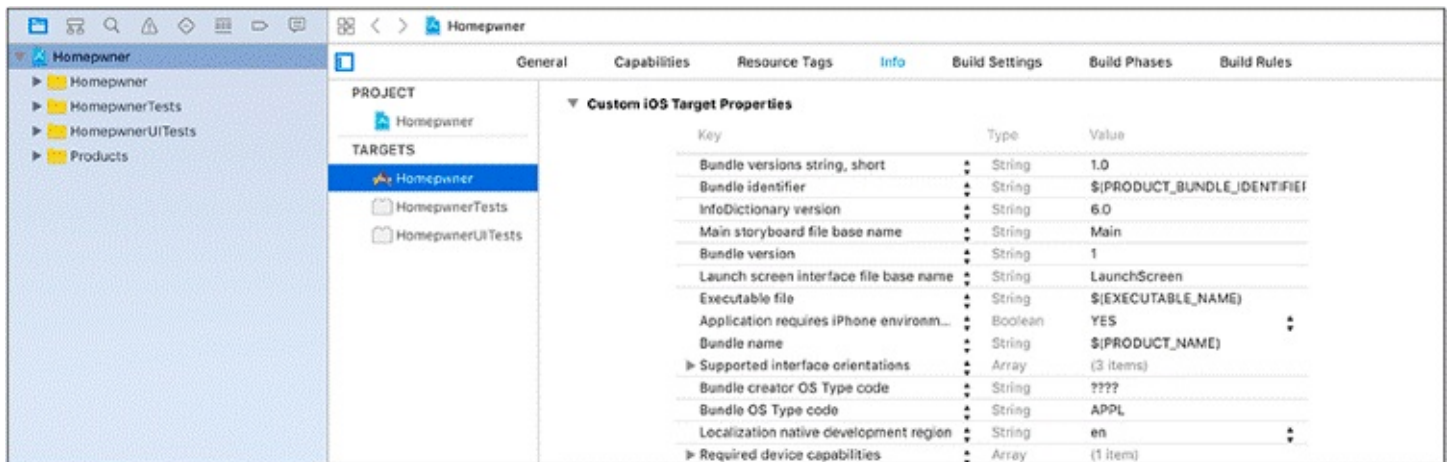 Homepwner
Homepwner
Homepwner
HomepwnerTests
HomepwnerUITests
Products
General Capabilities Resource Tags Info Build Settings Build Phases Build Rules
PROJECT
Homepwner
TARGETS
Homepwner
HomepwnerTests
HomepwnerUITests
Custom iOS Target Properties
Key Type Value
Bundle versions string, short String 1.0
Bundle identifier String $(PRODUCT_BUNDLE_IDENTIFIER
InfoDictionary version String 6.0
Main storyboard file base name String Main
Bundle version String 1
Launch screen interface file base name String LaunchScreen
Executable file String $(EXECUTABLE_NAME)
Application requires iPhone environm... Boolean YES
Bundle name String $(PRODUCT_NAME)
Supported interface orientations Array (3 items)
Bundle creator OS Type code String ????
Bundle OS Type code String APPL
Localization native development region String en
Required device capabilities Array (1 item)